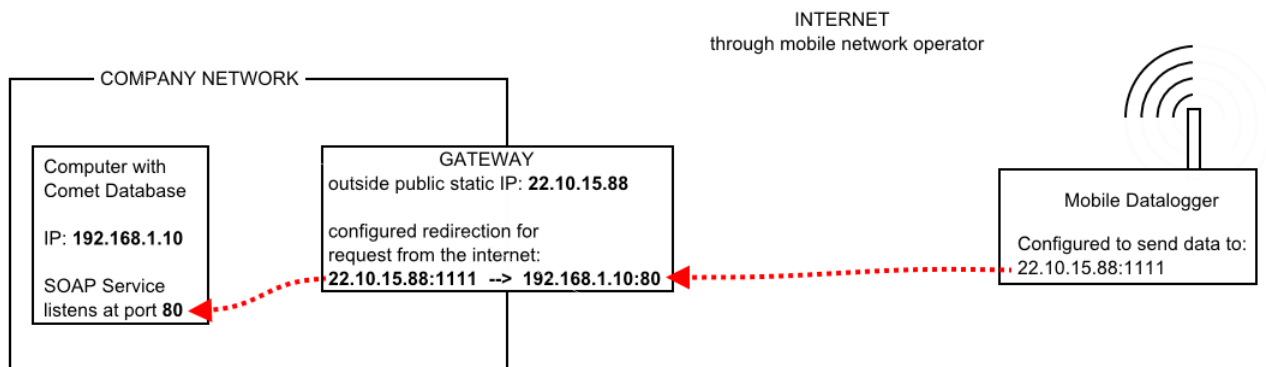 INTERNET
through mobile network operator
COMPANY NETWORK
Computer with
Comet Database
IP: 192.168.1.10
SOAP Service
listens at port 80
GATEWAY
outside public static IP: 22.10.15.88
configured redirection for
request from the internet:
22.10.15.88:1111 --> 192.168.1.10:80
Mobile Datalogger
Configured to send data to:
22.10.15.88:1111